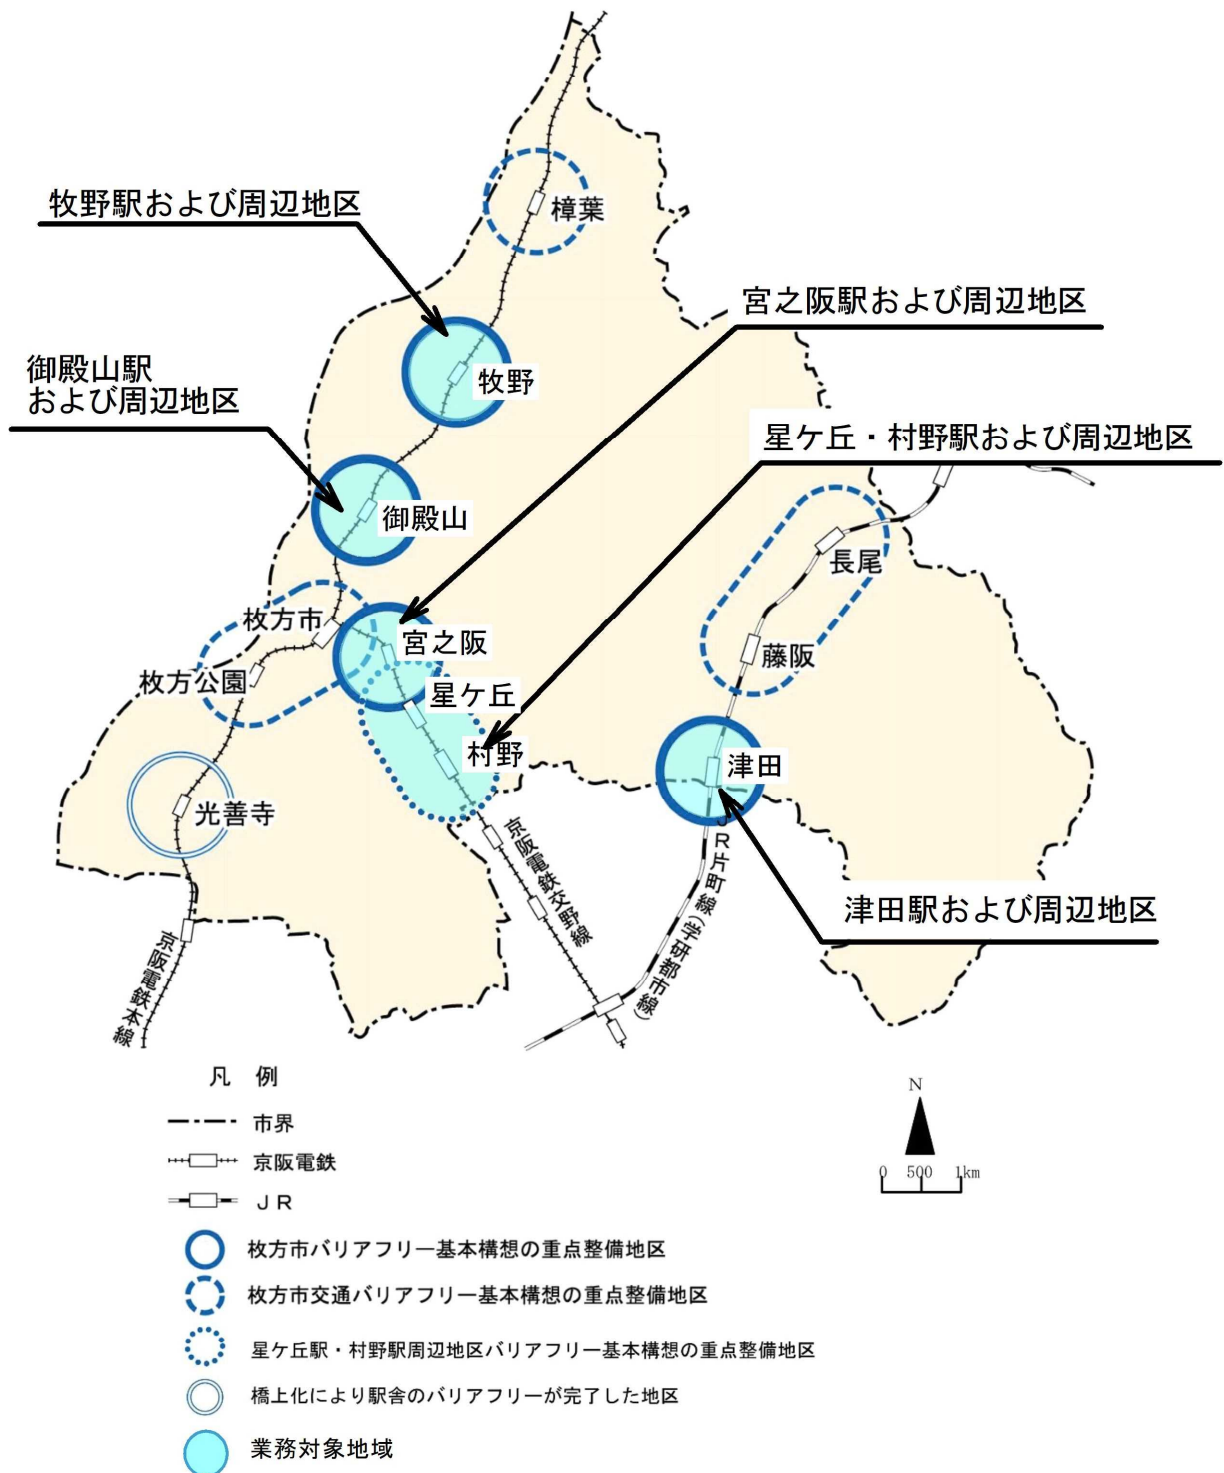 樟葉
牧野駅および周辺地区
宮之阪駅および周辺地区
御殿山駅
および周辺地区
牧野
星ケ丘・村野駅および周辺地区
御殿山
長尾
枚方市
宮之阪
藤阪
枚方公園
星ケ丘
村野
津田
光善寺
京阪電鉄交野線
JR片町線(学研都市線)
津田駅および周辺地区
京阪電鉄本線
凡 例
市界
京阪電鉄
JR
枚方市バリアフリー基本構想の重点整備地区
枚方市交通バリアフリー基本構想の重点整備地区
星ケ丘駅・村野駅周辺地区バリアフリー基本構想の重点整備地区
橋上化により駅舎のバリアフリーが完了した地区
業務対象地域
N
0 500 1km